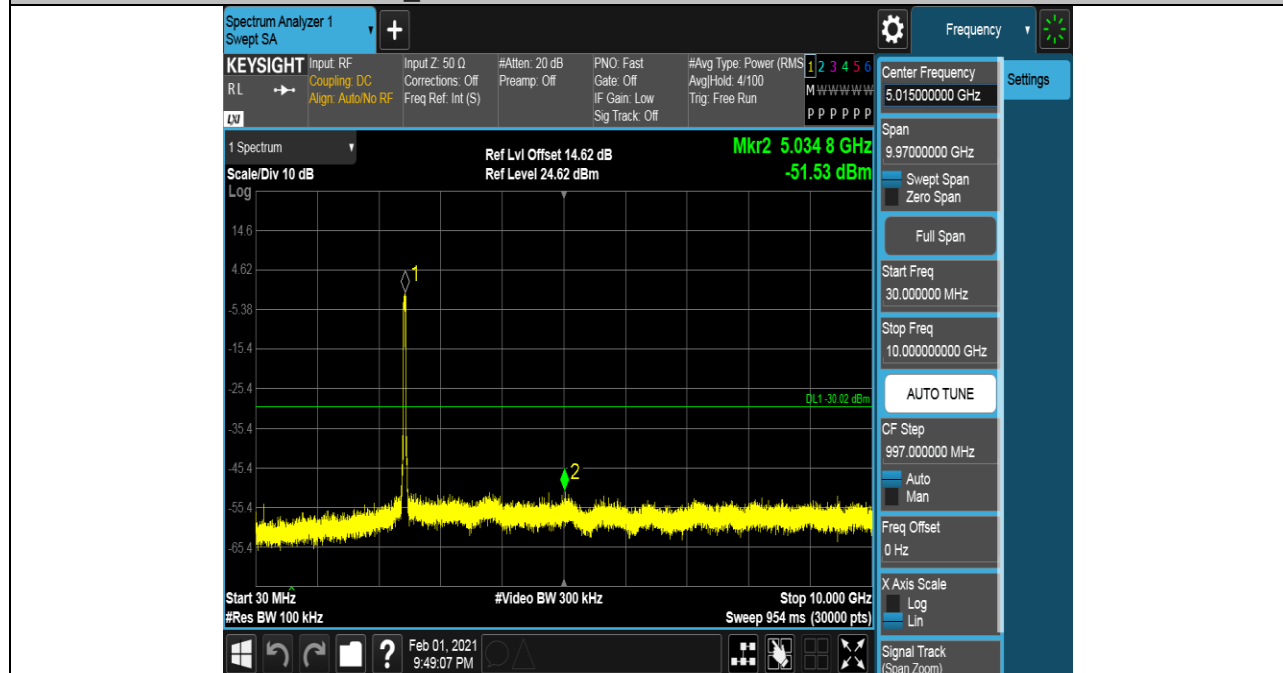 Spectrum Analyzer 1
Swept SA
+
Frequency
KEYSIGHT
RL
LXI
Input: RF
Coupling: DC
Align: Auto/No RF
Input Z: 50 Ω
Corrections: Off
Freq Ref: Int (S)
#Atten: 20 dB
Preamp: Off
PNO: Fast
Gate: Off
IF Gain: Low
Sig Track: Off
#Avg Type: Power (RMS
Avg|Hold: 4/100
Trig: Free Run
1 2 3 4 5 6
M W W W W W
P P P P P P
1 Spectrum
Scale/Div 10 dB
Log
Ref Lvl Offset 14.62 dB
Ref Level 24.62 dBm
Mkr2 5.034 8 GHz
-51.53 dBm
14.6
4.62
-5.38
-15.4
-25.4
-35.4
-45.4
-55.4
-65.4
1
2
DL1 -30.02 dBm
Start 30 MHz
#Res BW 100 kHz
#Video BW 300 kHz
Stop 10.000 GHz
Sweep 954 ms (30000 pts)
?
Feb 01, 2021
9:49:07 PM
Center Frequency
5.015000000 GHz
Settings
Span
9.97000000 GHz
Swept Span
Zero Span
Full Span
Start Freq
30.000000 MHz
Stop Freq
10.000000000 GHz
AUTO TUNE
CF Step
997.000000 MHz
Auto
Man
Freq Offset
0 Hz
X Axis Scale
Log
Lin
Signal Track
(Span Zoom)